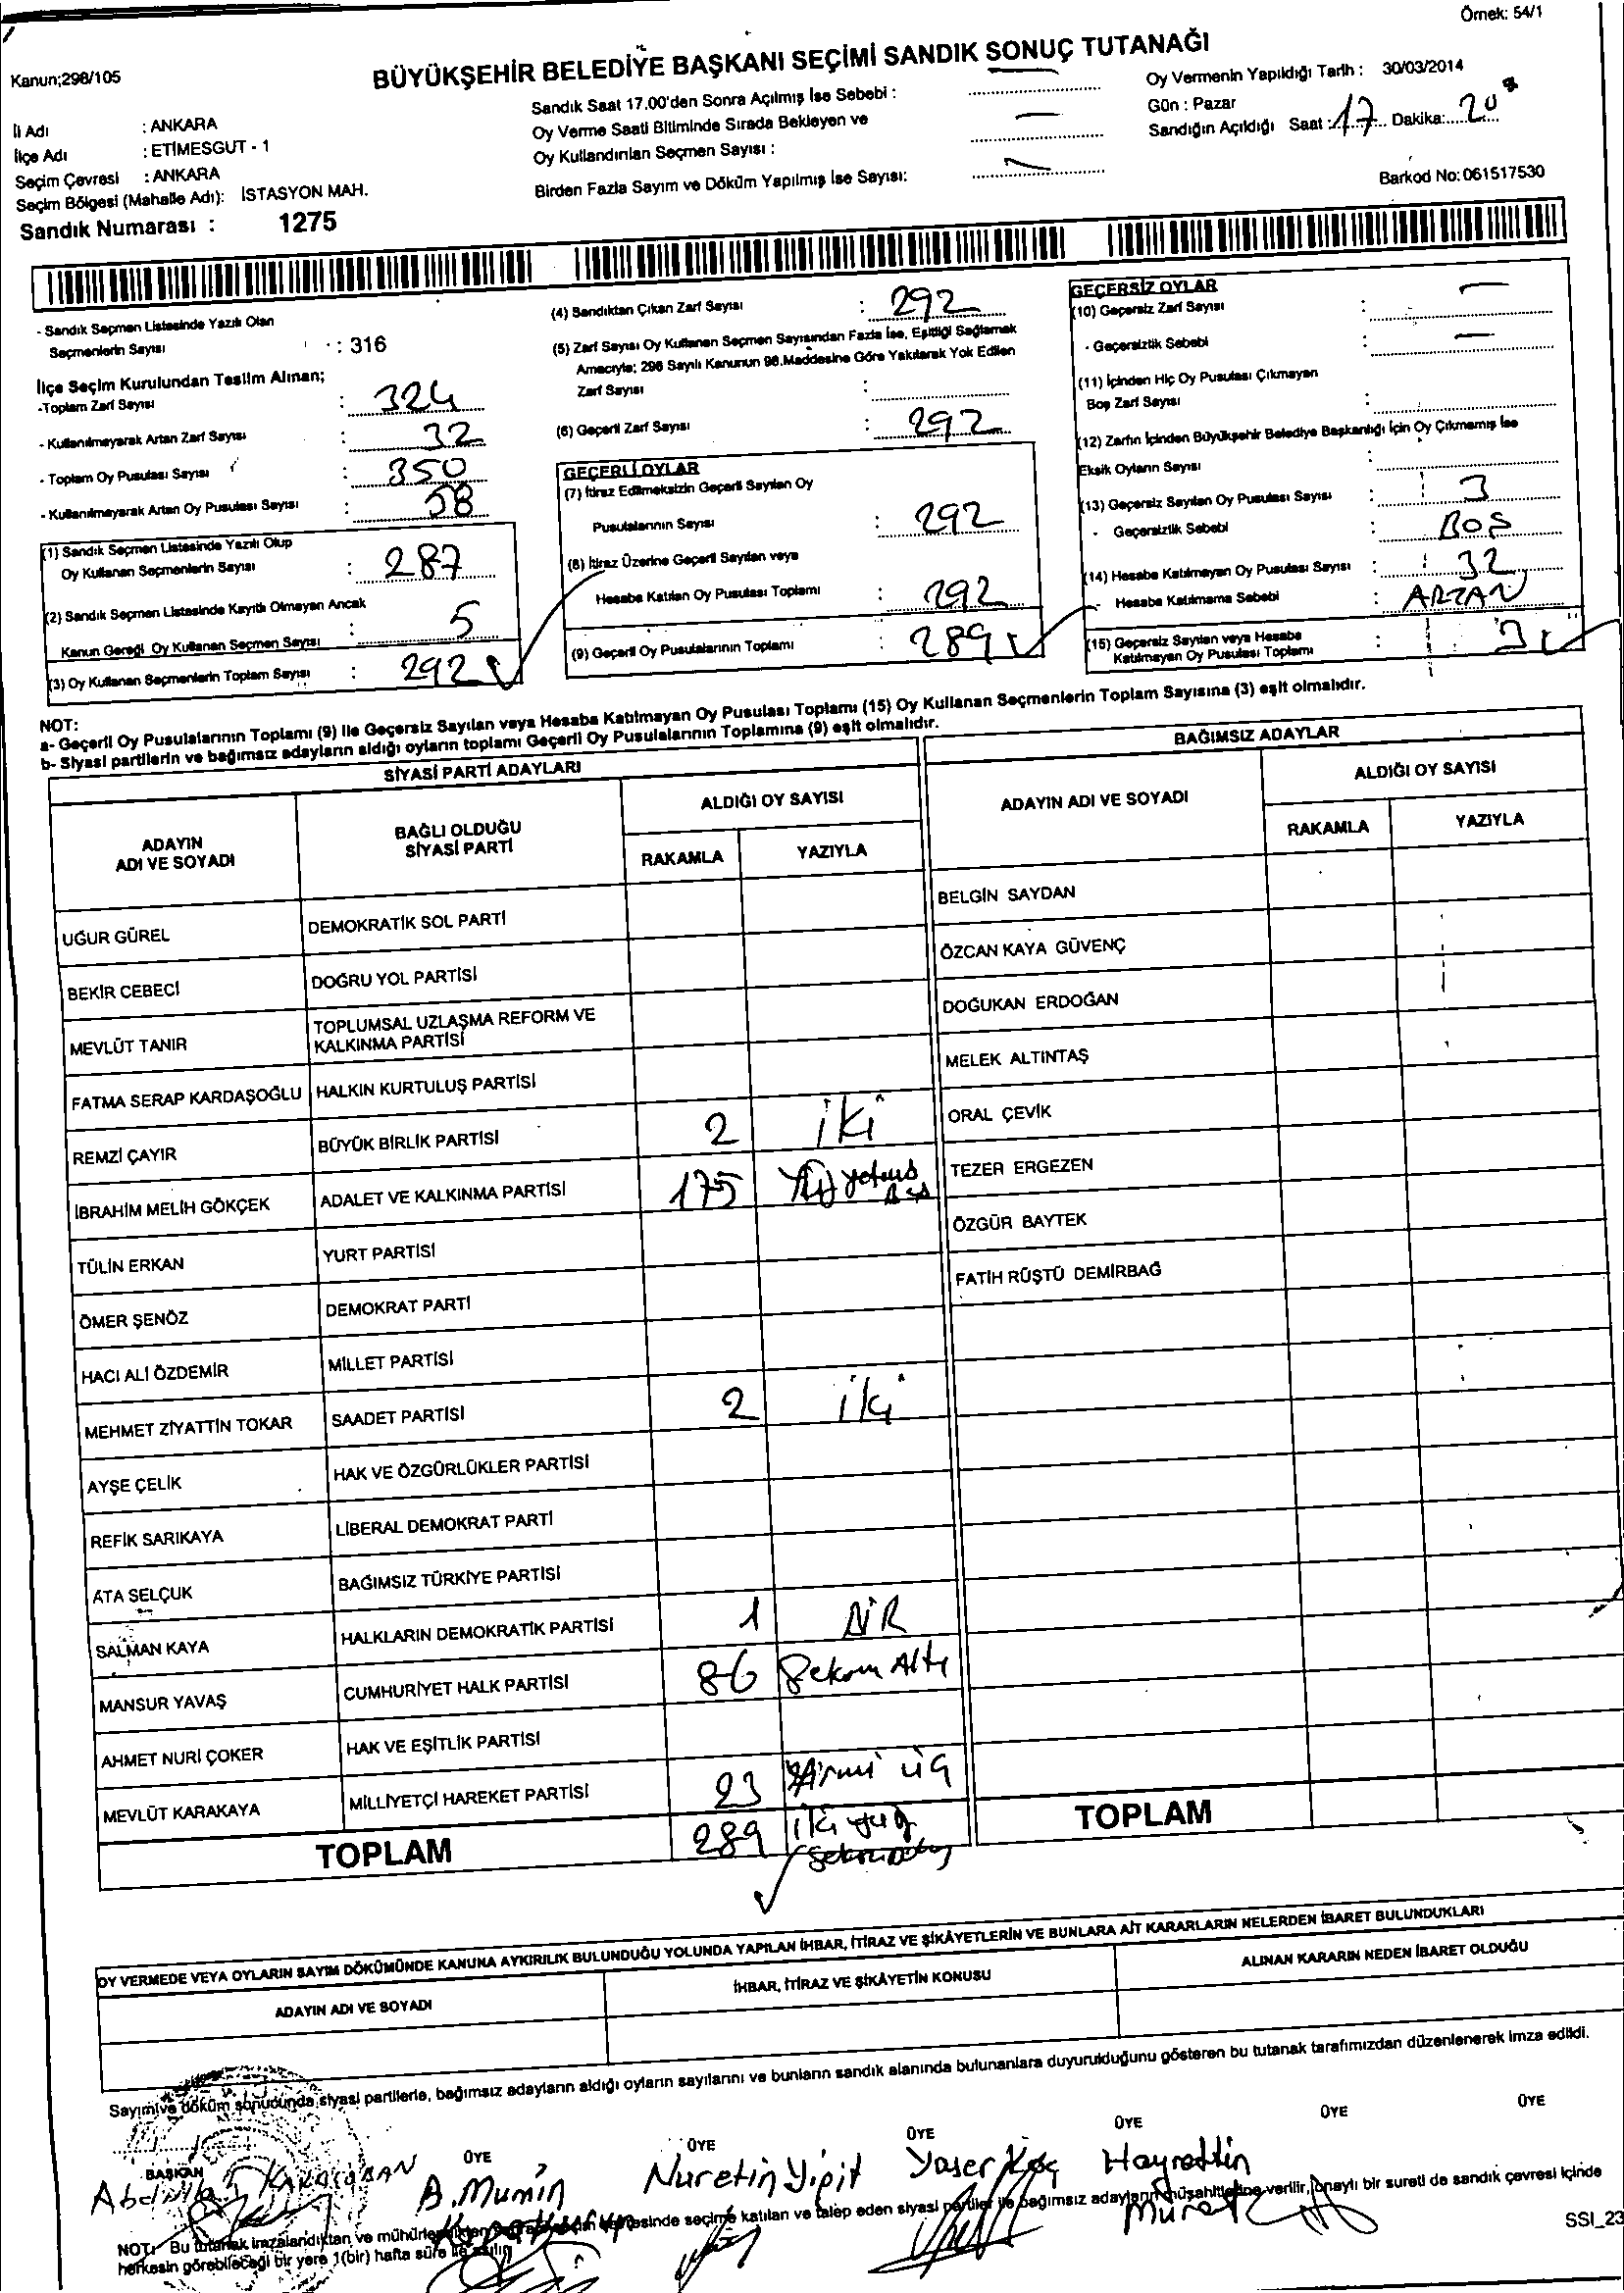 Örnek: 54/1
Kanun;298/105
BÜYÜKŞEHİR BELEDİYE BAŞKANI SEÇİMİ SANDIK SONUÇ TUTANAĞI
İl Adı : ANKARA
İlçe Adı : ETİMESGUT - 1
Seçim Çevresi : ANKARA
Seçim Bölgesi (Mahalle Adı): İSTASYON MAH.
Sandık Numarası : 1275
Sandık Saat 17.00'den Sonra Açılmış İse Sebebi : —
Oy Verme Saati Bitiminde Sırada Bekleyen ve
Oy Kullandırılan Seçmen Sayısı : —
Birden Fazla Sayım ve Döküm Yapılmış İse Sayısı: —
Oy Vermenin Yapıldığı Tarih : 30/03/2014
Gün : Pazar
Sandığın Açıldığı Saat : 17 Dakika: 20
Barkod No: 061517530
- Sandık Seçmen Listesinde Yazılı Olan
Seçmenlerin Sayısı : 316
İlçe Seçim Kurulundan Teslim Alınan;
-Toplam Zarf Sayısı : 324
- Kullanılmayarak Artan Zarf Sayısı : 32
- Toplam Oy Pusulası Sayısı : 350
- Kullanılmayarak Artan Oy Pusulası Sayısı : 58
(1) Sandık Seçmen Listesinde Yazılı Olup
Oy Kullanan Seçmenlerin Sayısı : 287
(2) Sandık Seçmen Listesinde Kayıtlı Olmayan Ancak
Kanun Gereği Oy Kullanan Seçmen Sayısı : 5
(3) Oy Kullanan Seçmenlerin Toplam Sayısı : 292
(4) Sandıktan Çıkan Zarf Sayısı : 292
(5) Zarf Sayısı Oy Kullanan Seçmen Sayısından Fazla İse, Eşitliği Sağlamak
Amacıyla; 298 Sayılı Kanunun 98.Maddesine Göre Yakılarak Yok Edilen
Zarf Sayısı :
(6) Geçerli Zarf Sayısı : 292
GEÇERLİ OYLAR
(7) İtiraz Edilmeksizin Geçerli Sayılan Oy
Pusulalarının Sayısı : 292
(8) İtiraz Üzerine Geçerli Sayılan veya
Hesaba Katılan Oy Pusulası Toplamı : 292
(9) Geçerli Oy Pusulalarının Toplamı : 289
GEÇERSİZ OYLAR
(10) Geçersiz Zarf Sayısı : —
- Geçersizlik Sebebi : —
(11) İçinden Hiç Oy Pusulası Çıkmayan
Boş Zarf Sayısı :
(12) Zarfın İçinden Büyükşehir Belediye Başkanlığı İçin Oy Çıkmamış İse
Eksik Oyların Sayısı :
(13) Geçersiz Sayılan Oy Pusulası Sayısı : 3
- Geçersizlik Sebebi : BOŞ
(14) Hesaba Katılmayan Oy Pusulası Sayısı : 32
- Hesaba Katılmama Sebebi : ARTAN
(15) Geçersiz Sayılan veya Hesaba
Katılmayan Oy Pusulası Toplamı : 3
NOT:
a- Geçerli Oy Pusulalarının Toplamı (9) İle Geçersiz Sayılan veya Hesaba Katılmayan Oy Pusulası Toplamı (15) Oy Kullanan Seçmenlerin Toplam Sayısına (3) eşit olmalıdır.
b- Siyasi partilerin ve bağımsız adayların aldığı oyların toplamı Geçerli Oy Pusulalarının Toplamına (9) eşit olmalıdır.
SİYASİ PARTİ ADAYLARI
ADAYIN
ADI VE SOYADI
BAĞLI OLDUĞU
SİYASİ PARTİ
ALDIĞI OY SAYISI
RAKAMLA YAZIYLA
UĞUR GÜREL DEMOKRATİK SOL PARTİ
BEKİR CEBECİ DOĞRU YOL PARTİSİ
MEVLÜT TANIR TOPLUMSAL UZLAŞMA REFORM VE
KALKINMA PARTİSİ
FATMA SERAP KARDAŞOĞLU HALKIN KURTULUŞ PARTİSİ
REMZİ ÇAYIR BÜYÜK BİRLİK PARTİSİ 2 iki
İBRAHİM MELİH GÖKÇEK ADALET VE KALKINMA PARTİSİ 175
TÜLİN ERKAN YURT PARTİSİ
ÖMER ŞENÖZ DEMOKRAT PARTİ
HACI ALİ ÖZDEMİR MİLLET PARTİSİ
MEHMET ZİYATTİN TOKAR SAADET PARTİSİ 2 iki
AYŞE ÇELİK HAK VE ÖZGÜRLÜKLER PARTİSİ
REFİK SARIKAYA LİBERAL DEMOKRAT PARTİ
ATA SELÇUK BAĞIMSIZ TÜRKİYE PARTİSİ
SALMAN KAYA HALKLARIN DEMOKRATİK PARTİSİ 1 BİR
MANSUR YAVAŞ CUMHURİYET HALK PARTİSİ 86 Seksen Altı
AHMET NURİ ÇOKER HAK VE EŞİTLİK PARTİSİ
MEVLÜT KARAKAYA MİLLİYETÇİ HAREKET PARTİSİ 23 Yirmi üç
TOPLAM 289 iki yüz
BAĞIMSIZ ADAYLAR
ADAYIN ADI VE SOYADI
ALDIĞI OY SAYISI
RAKAMLA YAZIYLA
BELGİN SAYDAN
ÖZCAN KAYA GÜVENÇ
DOĞUKAN ERDOĞAN
MELEK ALTINTAŞ
ORAL ÇEVİK
TEZER ERGEZEN
ÖZGÜR BAYTEK
FATİH RÜŞTÜ DEMİRBAĞ
TOPLAM
OY VERMEDE VEYA OYLARIN SAYIM DÖKÜMÜNDE KANUNA AYKIRILIK BULUNDUĞU YOLUNDA YAPILAN İHBAR, İTİRAZ VE ŞİKÂYETLERİN VE BUNLARA AİT KARARLARIN NELERDEN İBARET BULUNDUKLARI
ADAYIN ADI VE SOYADI İHBAR, İTİRAZ VE ŞİKÂYETİN KONUSU ALINAN KARARIN NEDEN İBARET OLDUĞU
Sayım ve döküm sonucunda siyasi partilerle, bağımsız adayların aldığı oyların sayılarını ve bunların sandık alanında bulunanlara duyurulduğunu gösteren bu tutanak tarafımızdan düzenlenerek imza edildi.
BAŞKAN ÜYE ÜYE ÜYE ÜYE ÜYE ÜYE
A.Mumin Nuretin Yiğit Yaser Koç Hayrettin
Murat
NOT: Bu tutanak imzalandıktan ve mühürlendikten seçime katılan ve talep eden siyasi partiler ile bağımsız adayların müşahitlerine verilir, onaylı bir sureti de sandık çevresi içinde
herkesin görebileceği bir yere 1(bir) hafta süre ile asılır.
SSI_23